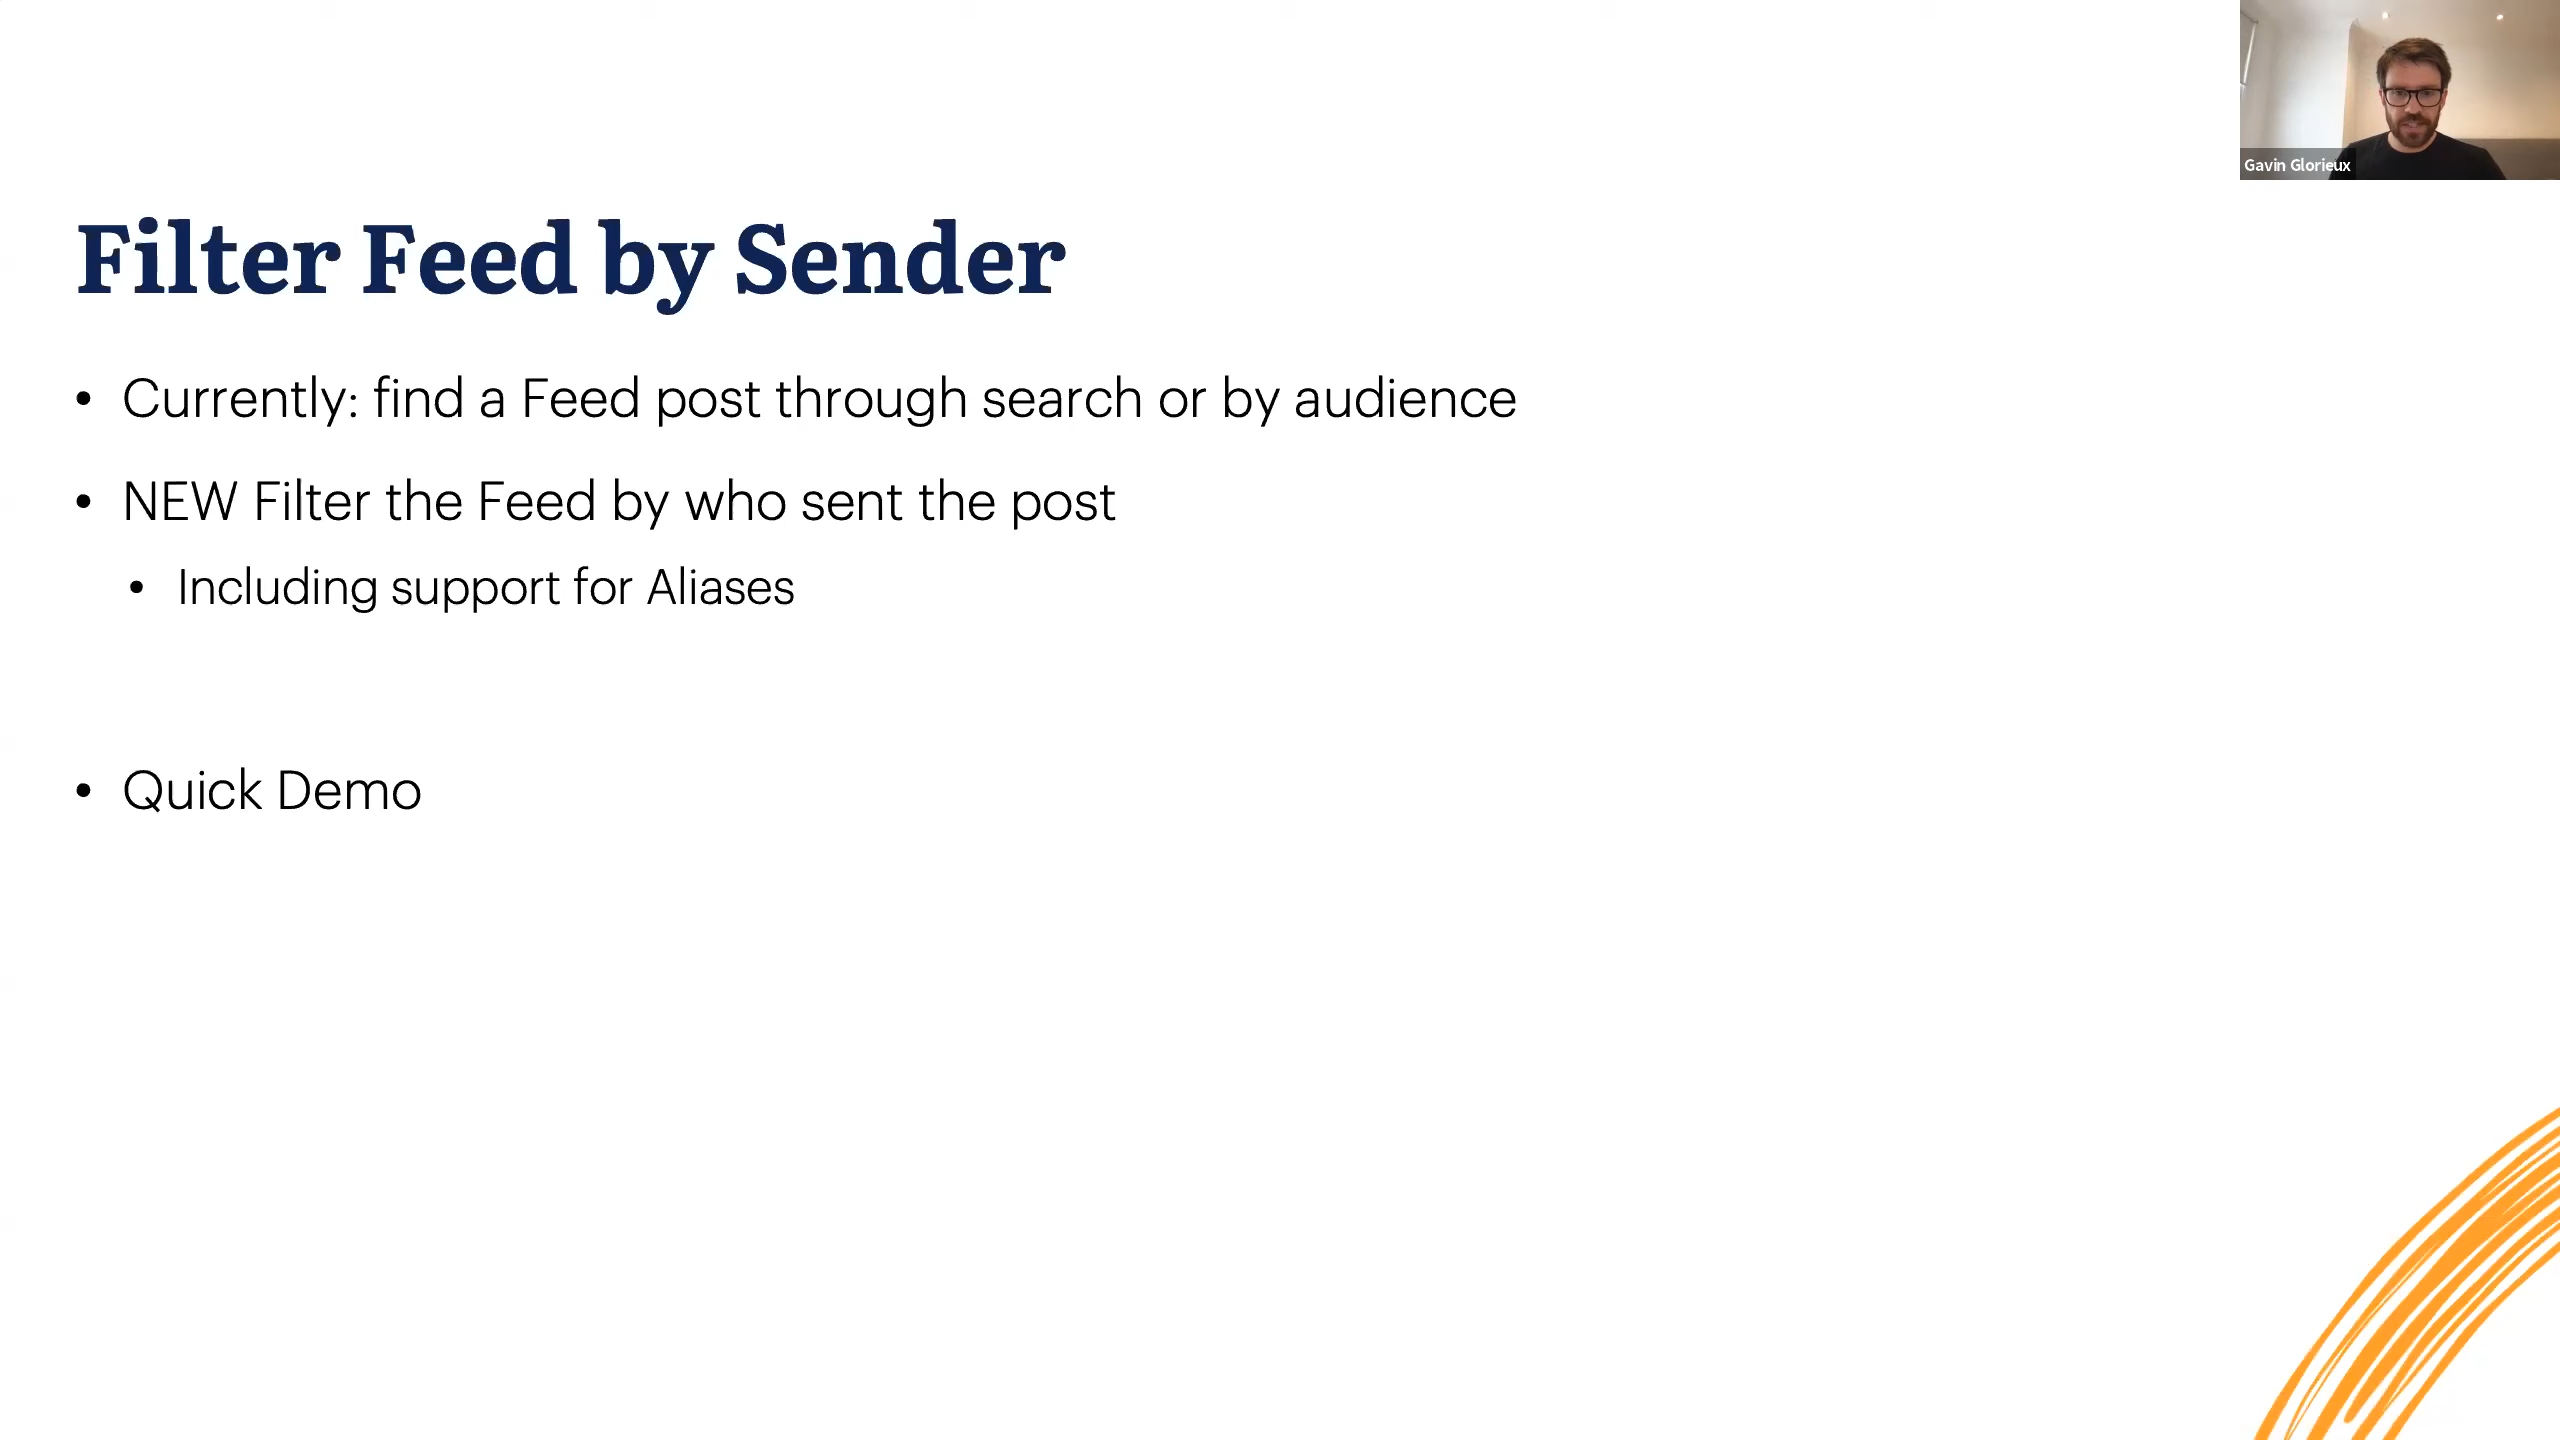 Gavin Glorieux
Filter Feed by Sender
• Currently: find a Feed post through search or by audience
• NEW Filter the Feed by who sent the post
• Including support for Aliases
• Quick Demo